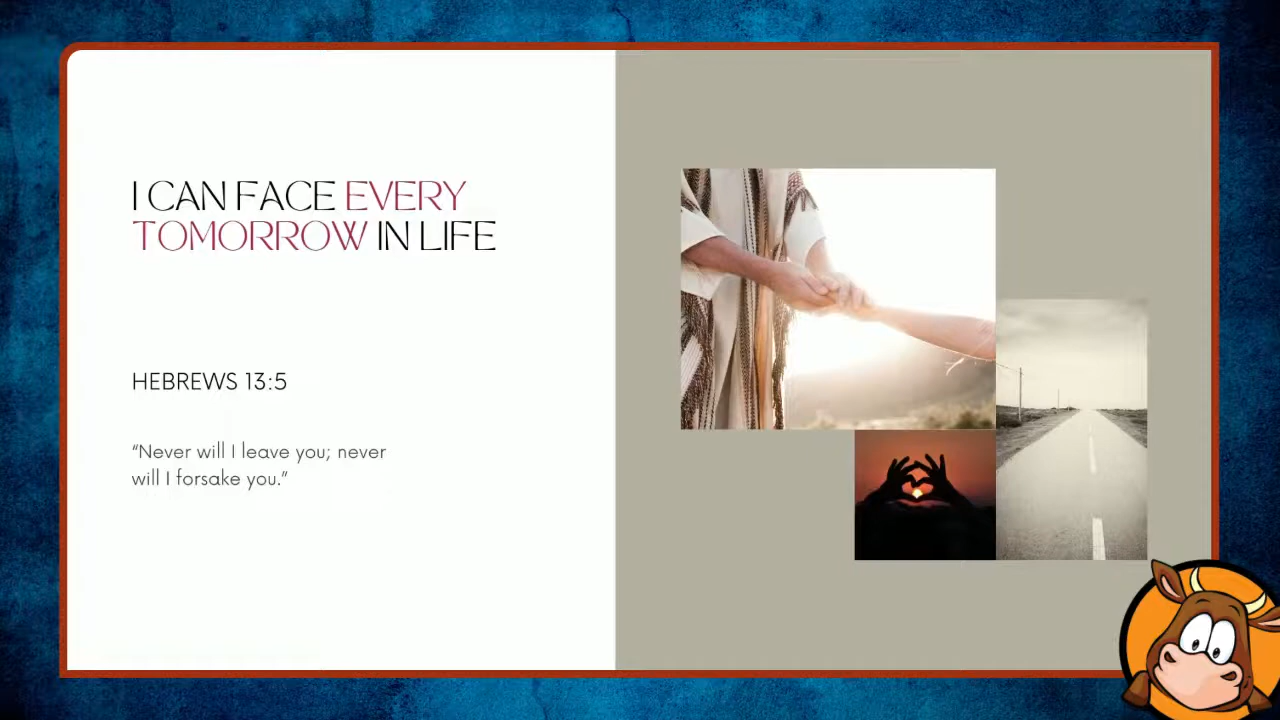 I CAN FACE EVERY
TOMORROW IN LIFE
HEBREWS 13:5
“Never will I leave you; never
will I forsake you.”